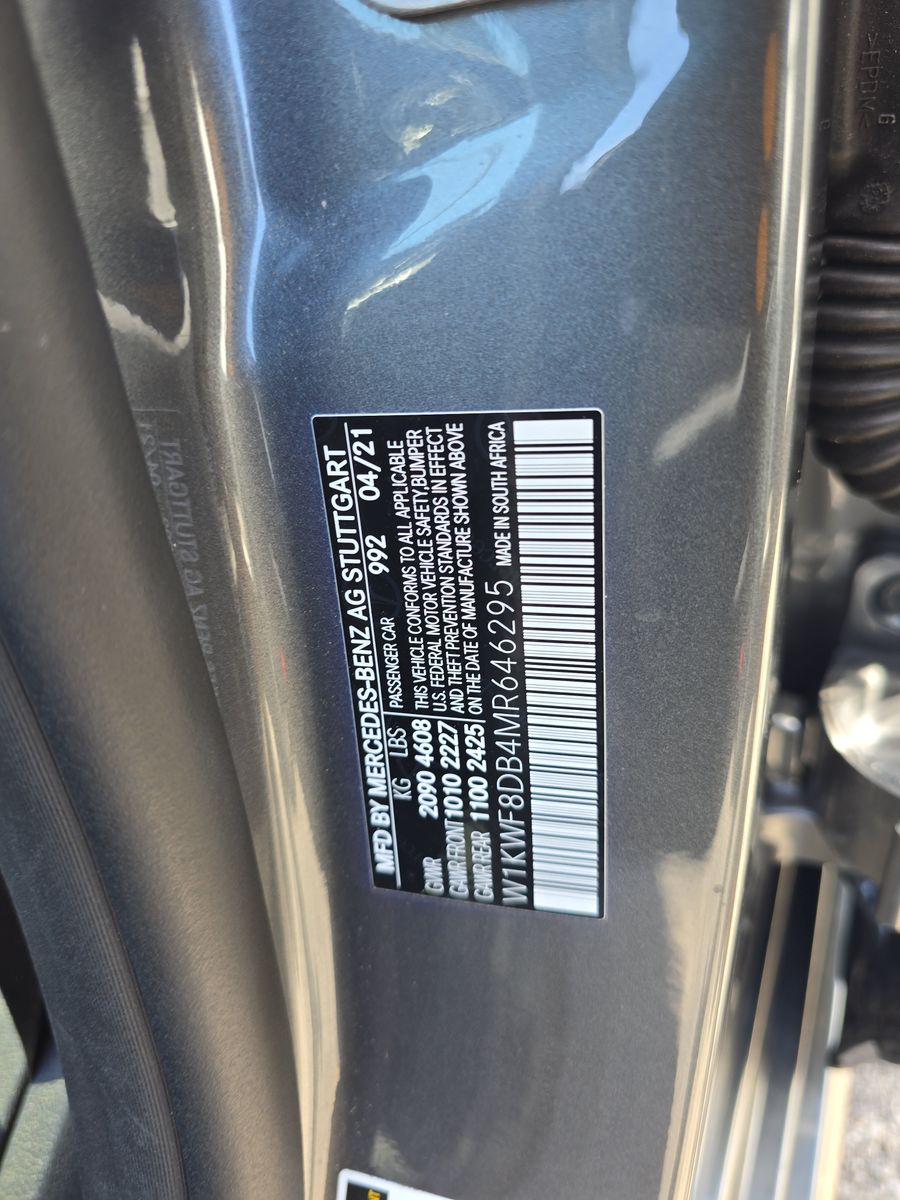 MFD BY MERCEDES-BENZ AG STUTTGART
992 04/21
KG LBS PASSENGER CAR
GVWR 2090 4608
GAWR FRONT 1010 2227
GAWR REAR 1100 2425
THIS VEHICLE CONFORMS TO ALL APPLICABLE
U.S. FEDERAL MOTOR VEHICLE SAFETY, BUMPER
AND THEFT PREVENTION STANDARDS IN EFFECT
ON THE DATE OF MANUFACTURE SHOWN ABOVE
W1KWF8DB4MR646295 MADE IN SOUTH AFRICA
>EPDM<
G